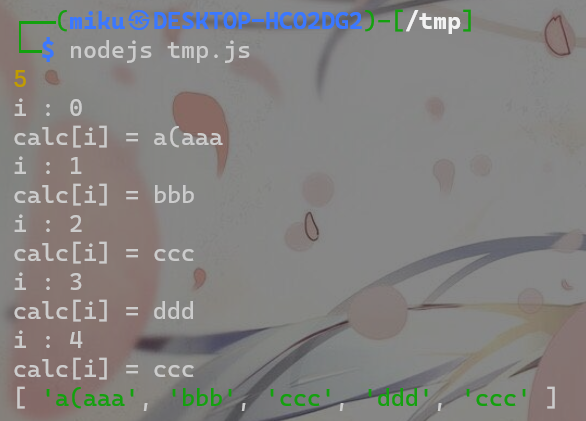 ┌──(miku㉿DESKTOP-HCO2DG2)-[/tmp]
└─$ nodejs tmp.js
5
i : 0
calc[i] = a(aaa
i : 1
calc[i] = bbb
i : 2
calc[i] = ccc
i : 3
calc[i] = ddd
i : 4
calc[i] = ccc
[ 'a(aaa', 'bbb', 'ccc', 'ddd', 'ccc' ]